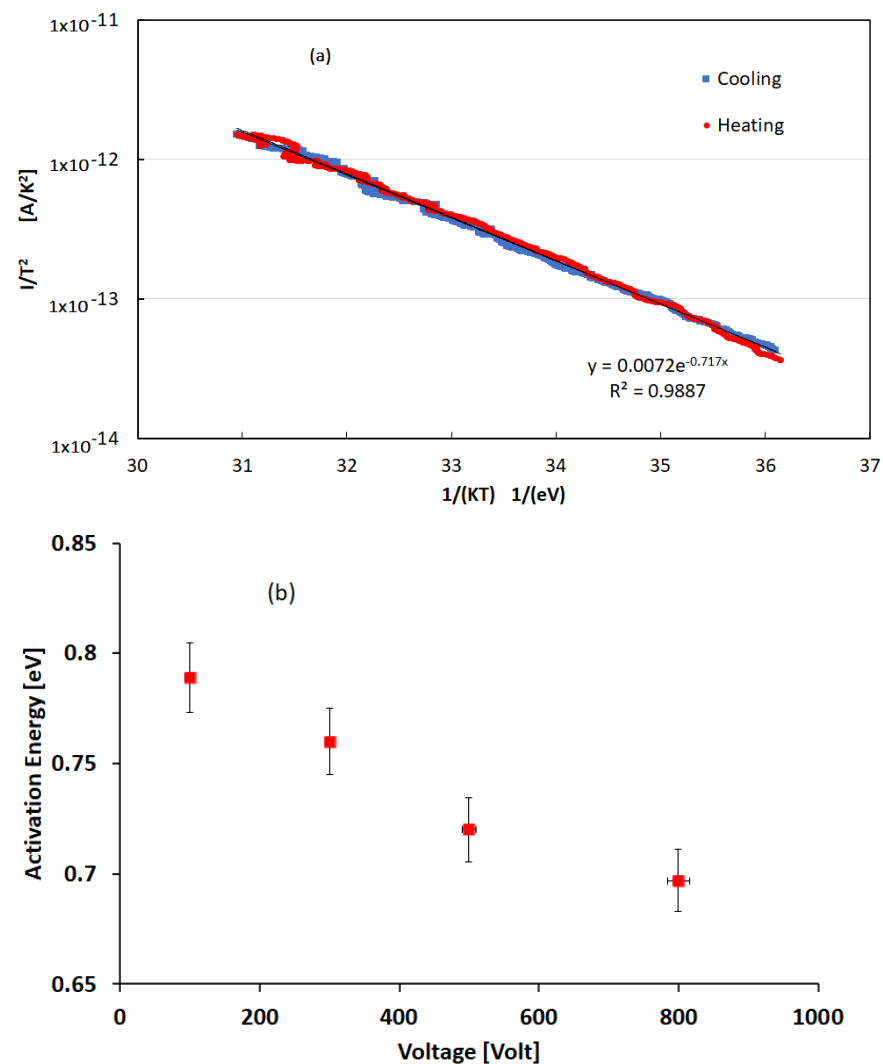 1x10⁻¹¹
(a)
Cooling
Heating
1x10⁻¹²
I/T² [A/K²]
1x10⁻¹³
y = 0.0072e⁻⁰·⁷¹⁷ˣ
R² = 0.9887
1x10⁻¹⁴
30 31 32 33 34 35 36 37
1/(KT) 1/(eV)
0.85
(b)
0.8
Activation Energy [eV]
0.75
0.7
0.65
0 200 400 600 800 1000
Voltage [Volt]